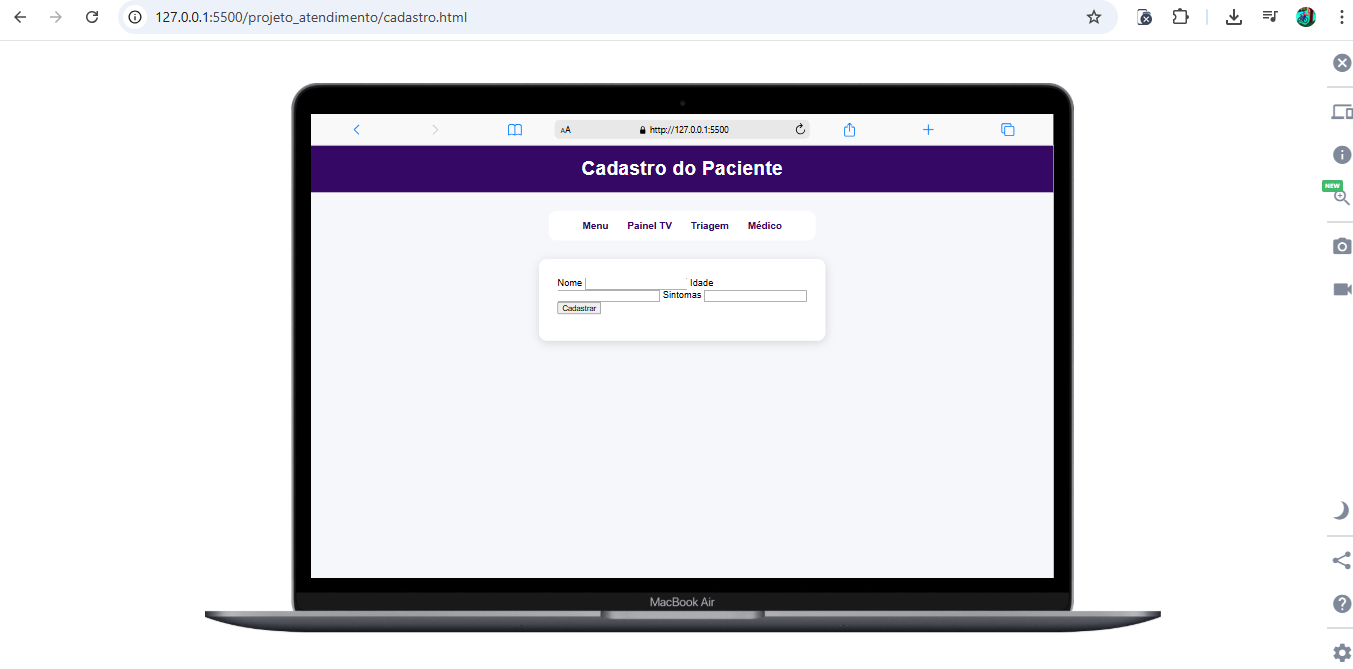 127.0.0.1:5500/projeto_atendimento/cadastro.html
AA http://127.0.0.1:5500
Cadastro do Paciente
Menu Painel TV Triagem Médico
Nome Idade
Sintomas
Cadastrar
NEW
MacBook Air